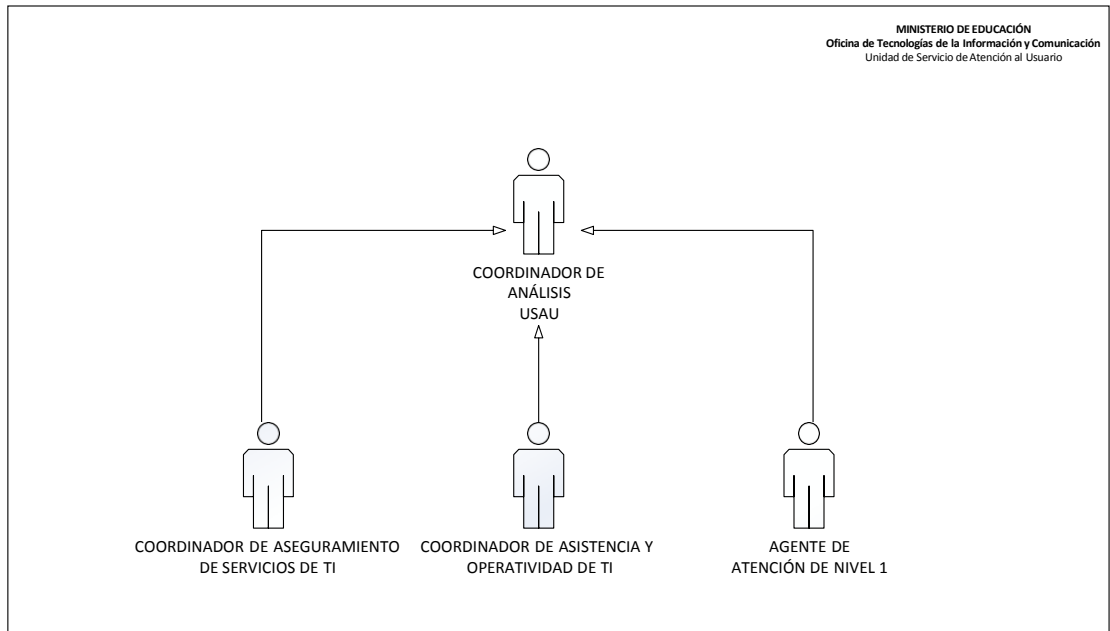 MINISTERIO DE EDUCACIÓN
Oficina de Tecnologías de la Información y Comunicación
Unidad de Servicio de Atención al Usuario
COORDINADOR DE
ANÁLISIS
USAU
COORDINADOR DE ASEGURAMIENTO
DE SERVICIOS DE TI
COORDINADOR DE ASISTENCIA Y
OPERATIVIDAD DE TI
AGENTE DE
ATENCIÓN DE NIVEL 1